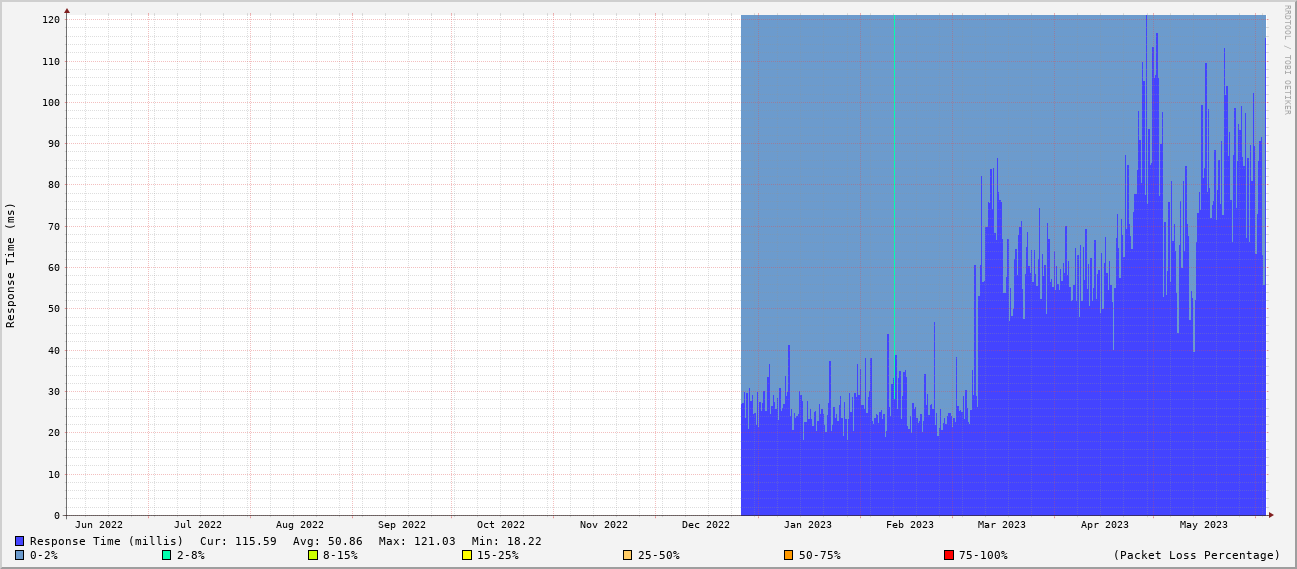 RRDTOOL / TOBI OETIKER
Response Time (ms)
120
110
100
90
80
70
60
50
40
30
20
10
0
Jun 2022 Jul 2022 Aug 2022 Sep 2022 Oct 2022 Nov 2022 Dec 2022 Jan 2023 Feb 2023 Mar 2023 Apr 2023 May 2023
Response Time (millis) Cur: 115.59 Avg: 50.86 Max: 121.03 Min: 18.22
0-2% 2-8% 8-15% 15-25% 25-50% 50-75% 75-100% (Packet Loss Percentage)